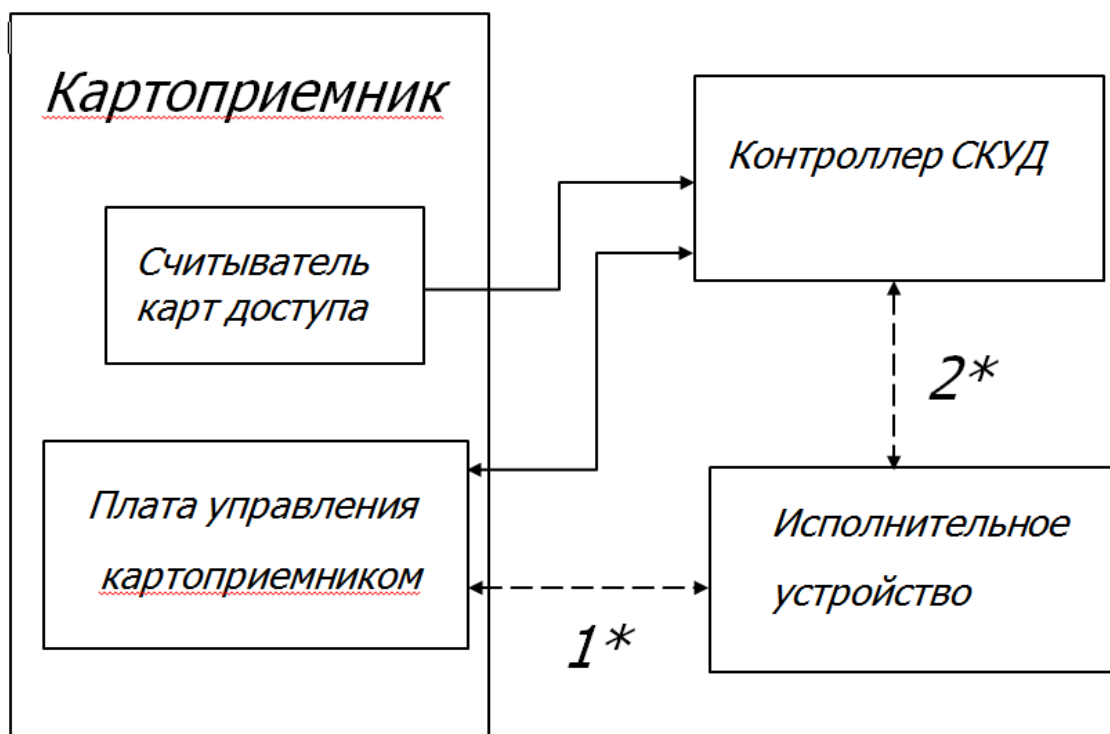 Картоприемник
Контроллер СКУД
Считыватель
карт доступа
2*
Плата управления
картоприемником
Исполнительное
устройство
1*